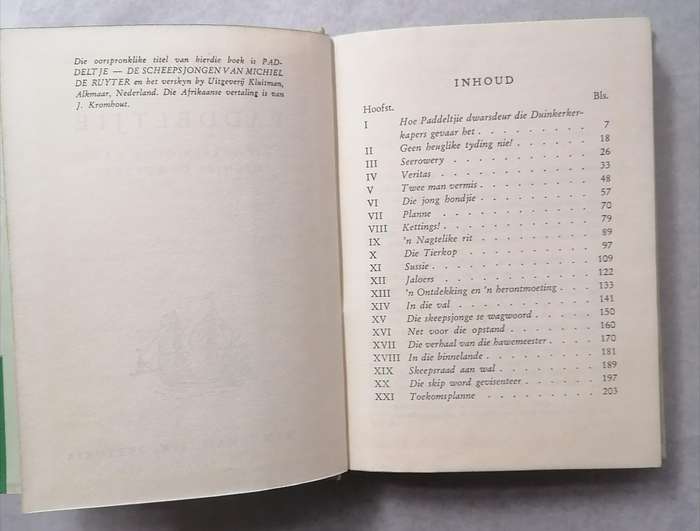 Die oorspronklike titel van hierdie boek is PAD-
DELTJE — DE SCHEEPSJONGEN VAN MICHIEL
DE RUYTER en het verskyn by Uitgeverij Kluitman,
Alkmaar, Nederland. Die Afrikaanse vertaling is van
J. Kromhout.
INHOUD
Hoofst. Bls.
I Hoe Paddeltjie dwarsdeur die Duinkerker-
kapers gevaar het . . . . . . . . . 7
II Geen heuglike tyding nie! . . . . . . . 18
III Seerowery . . . . . . . . . . . 26
IV Veritas . . . . . . . . . . . . 33
V Twee man vermis . . . . . . . . . 48
VI Die jong hondjie . . . . . . . . . 57
VII Planne . . . . . . . . . . . . 70
VIII Kettings! . . . . . . . . . . . 79
IX 'n Nagtelike rit . . . . . . . . . 89
X Die Tierkop . . . . . . . . . . 97
XI Sussie . . . . . . . . . . . . 109
XII Jaloers . . . . . . . . . . . . 122
XIII 'n Ontdekking en 'n herontmoeting . . . . 133
XIV In die val . . . . . . . . . . . 141
XV Die skeepsjonge se wagwoord . . . . . 150
XVI Net voor die opstand . . . . . . . . 160
XVII Die verhaal van die hawemeester . . . . 170
XVIII In die binnelande . . . . . . . . . 181
XIX Skeepsraad aan wal . . . . . . . . 189
XX Die skip word gevisenteer . . . . . . 197
XXI Toekomsplanne . . . . . . . . . 203